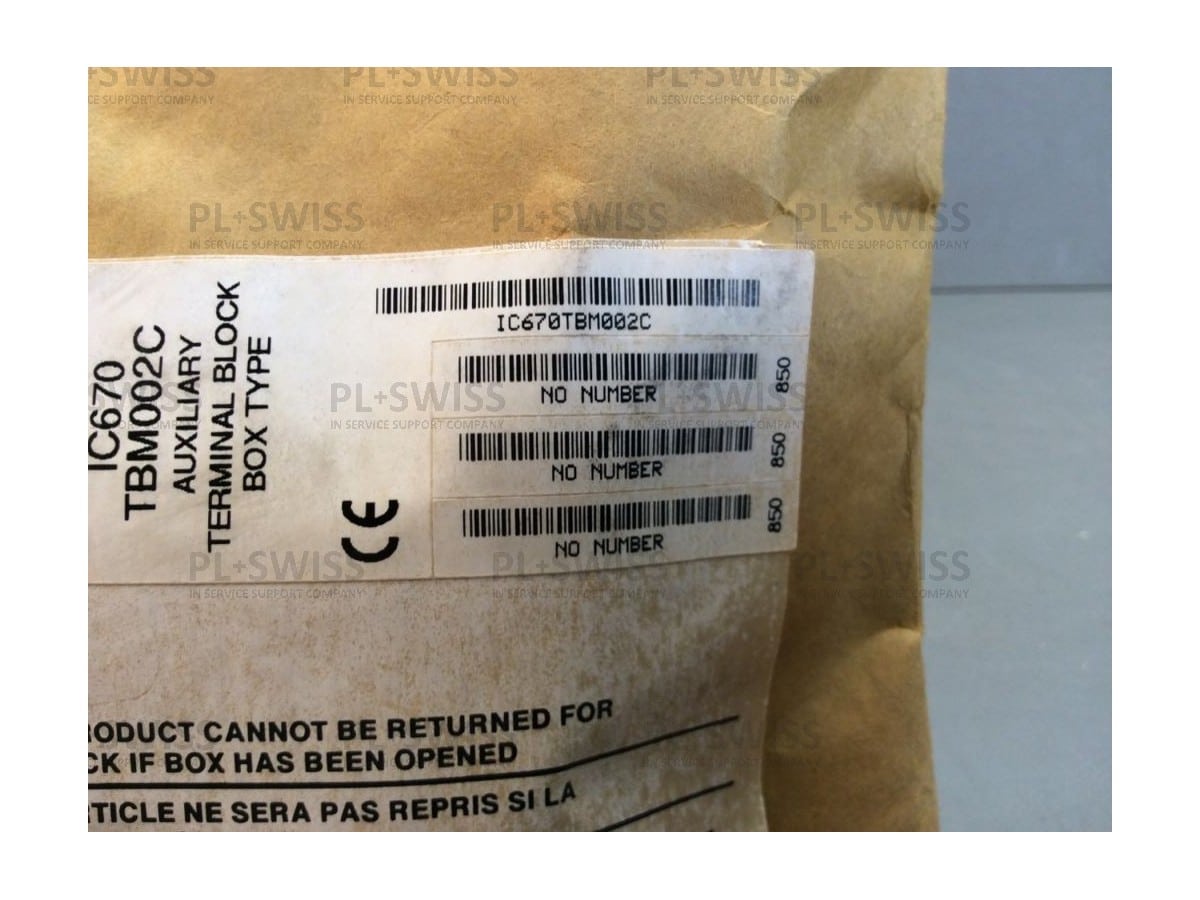 IC670
TBM002C
AUXILIARY
TERMINAL BLOCK
BOX TYPE
CE
IC670TBM002C
NO NUMBER
850
NO NUMBER
850
NO NUMBER
850
RODUCT CANNOT BE RETURNED FOR
CK IF BOX HAS BEEN OPENED
RTICLE NE SERA PAS REPRIS SI LA
PL+SWISS
IN SERVICE SUPPORT COMPANY